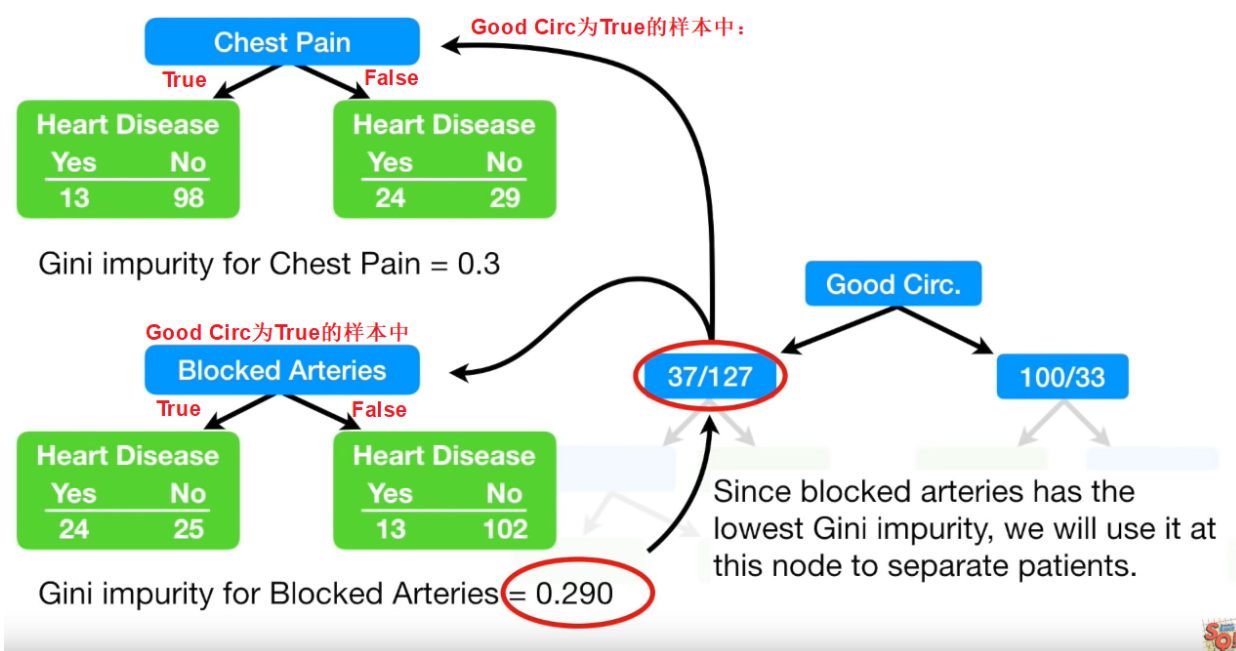 Good Circ为True的样本中：
Chest Pain
True False
Heart Disease
Yes No
13 98
Heart Disease
Yes No
24 29
Gini impurity for Chest Pain = 0.3
Good Circ为True的样本中
Blocked Arteries
True False
Heart Disease
Yes No
24 25
Heart Disease
Yes No
13 102
Gini impurity for Blocked Arteries = 0.290
Good Circ.
37/127
100/33
Since blocked arteries has the
lowest Gini impurity, we will use it at
this node to separate patients.